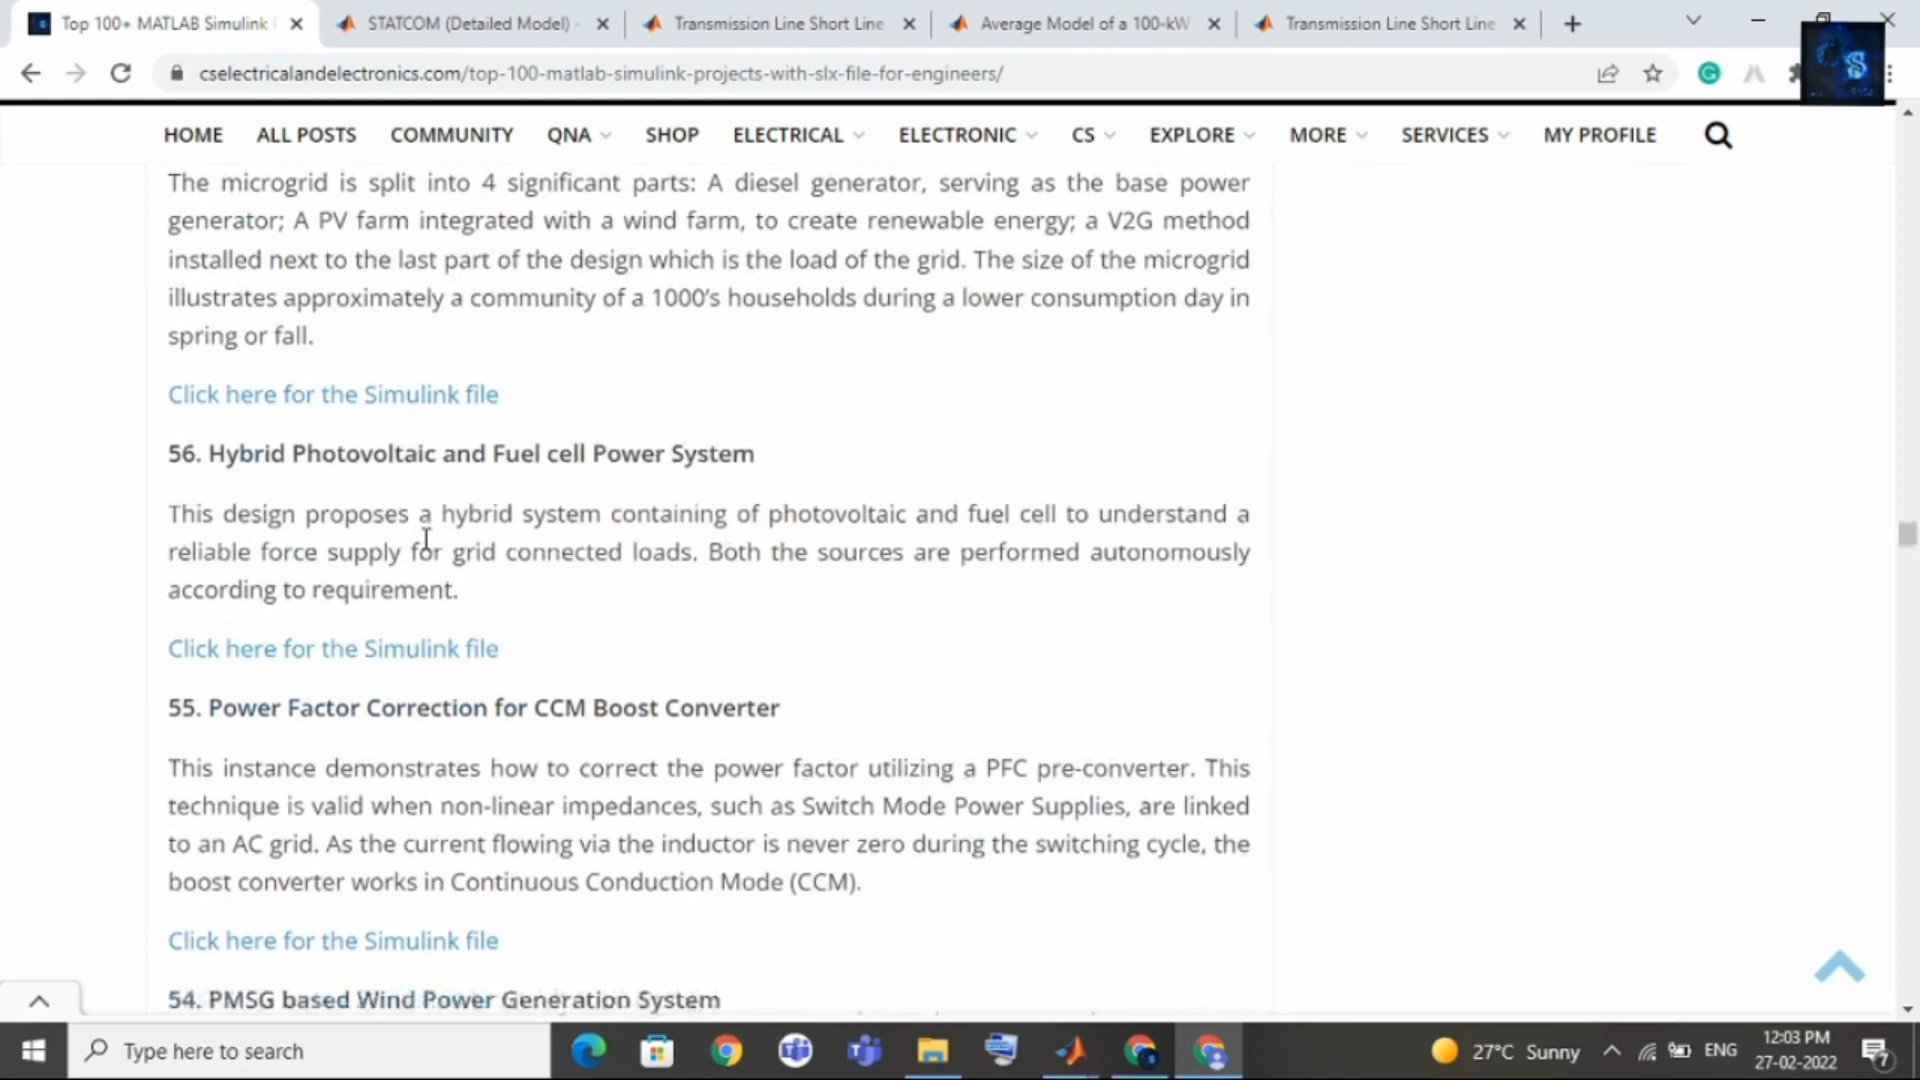 Top 100+ MATLAB Simulink
STATCOM (Detailed Model) -
Transmission Line Short Line
Average Model of a 100-kW
Transmission Line Short Line
cselectricalandelectronics.com/top-100-matlab-simulink-projects-with-slx-file-for-engineers/
HOME ALL POSTS COMMUNITY QNA SHOP ELECTRICAL ELECTRONIC CS EXPLORE MORE SERVICES MY PROFILE
The microgrid is split into 4 significant parts: A diesel generator, serving as the base power
generator; A PV farm integrated with a wind farm, to create renewable energy; a V2G method
installed next to the last part of the design which is the load of the grid. The size of the microgrid
illustrates approximately a community of a 1000's households during a lower consumption day in
spring or fall.
Click here for the Simulink file
56. Hybrid Photovoltaic and Fuel cell Power System
This design proposes a hybrid system containing of photovoltaic and fuel cell to understand a
reliable force supply for grid connected loads. Both the sources are performed autonomously
according to requirement.
Click here for the Simulink file
55. Power Factor Correction for CCM Boost Converter
This instance demonstrates how to correct the power factor utilizing a PFC pre-converter. This
technique is valid when non-linear impedances, such as Switch Mode Power Supplies, are linked
to an AC grid. As the current flowing via the inductor is never zero during the switching cycle, the
boost converter works in Continuous Conduction Mode (CCM).
Click here for the Simulink file
54. PMSG based Wind Power Generation System
Type here to search
27°C Sunny
ENG
12:03 PM
27-02-2022
7